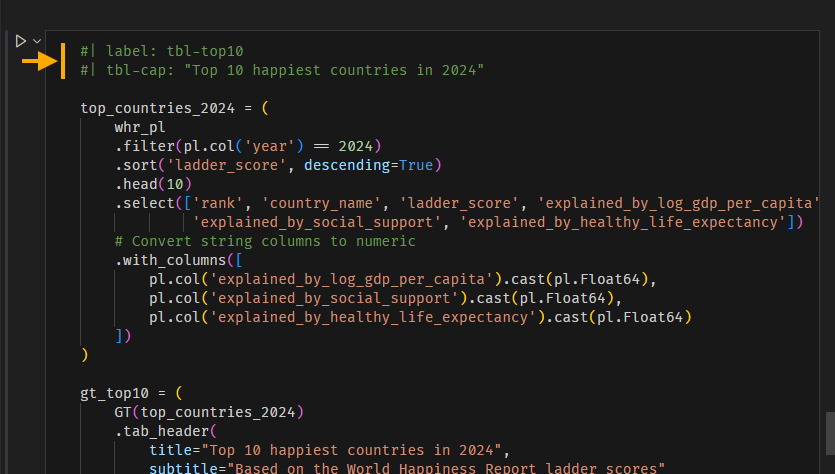 #| label: tbl-top10
#| tbl-cap: "Top 10 happiest countries in 2024"
top_countries_2024 = (
whr_pl
.filter(pl.col('year') == 2024)
.sort('ladder_score', descending=True)
.head(10)
.select(['rank', 'country_name', 'ladder_score', 'explained_by_log_gdp_per_capita'
'explained_by_social_support', 'explained_by_healthy_life_expectancy'])
# Convert string columns to numeric
.with_columns([
pl.col('explained_by_log_gdp_per_capita').cast(pl.Float64),
pl.col('explained_by_social_support').cast(pl.Float64),
pl.col('explained_by_healthy_life_expectancy').cast(pl.Float64)
])
)
gt_top10 = (
GT(top_countries_2024)
.tab_header(
title="Top 10 happiest countries in 2024",
subtitle="Based on the World Happiness Report ladder scores"